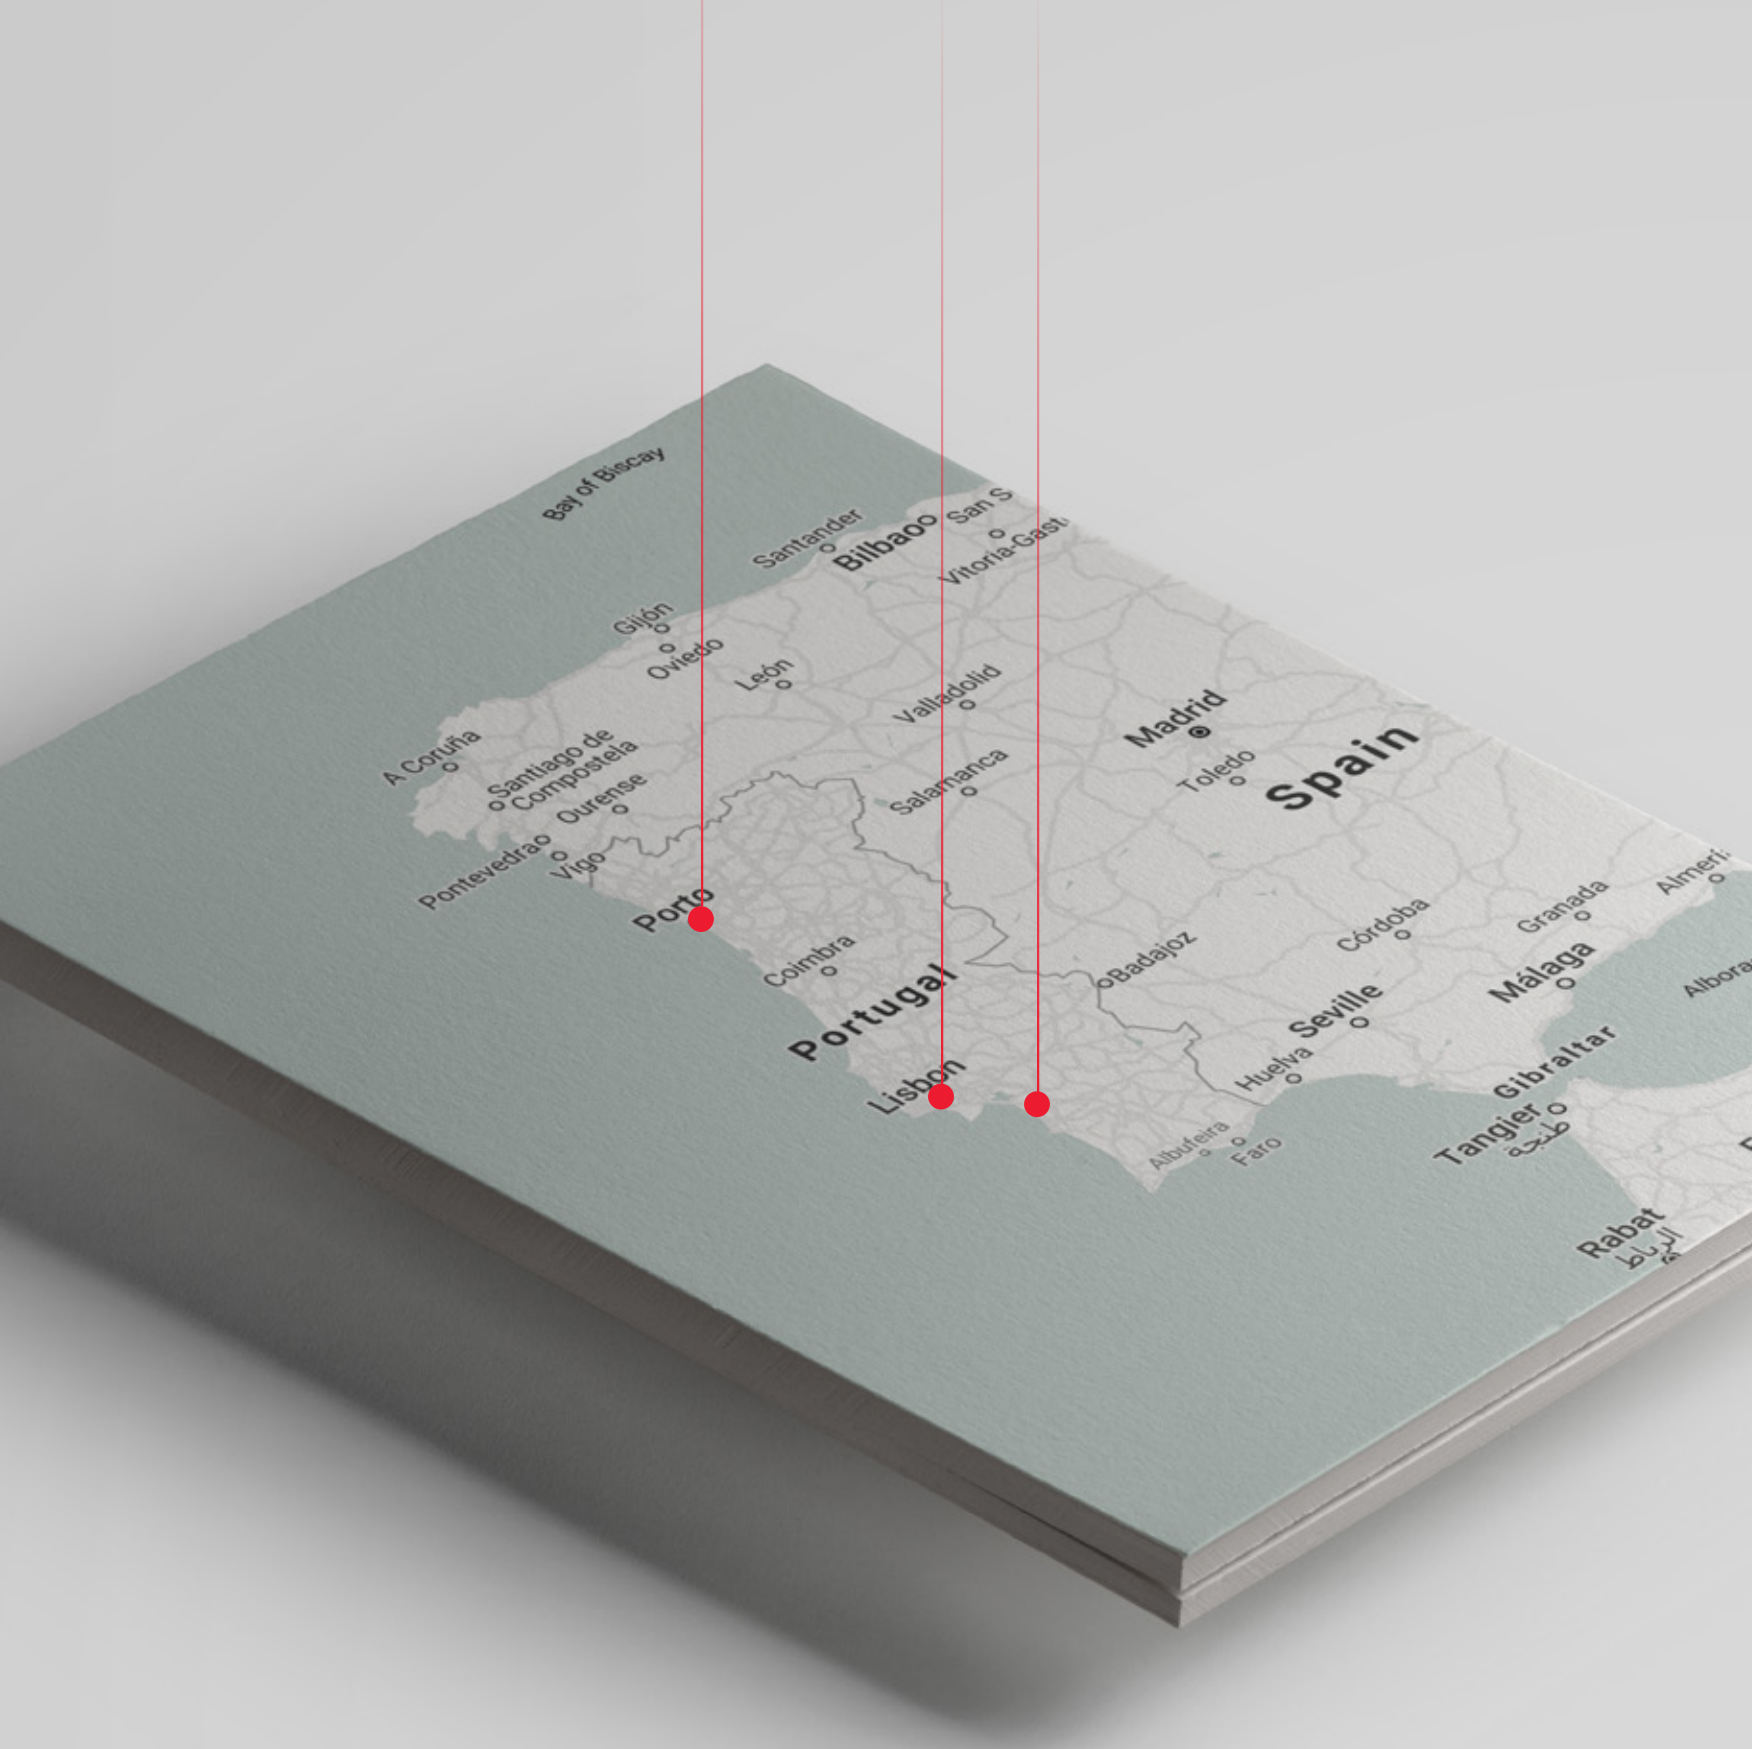 Bay of Biscay
San S
Santander
Bilbao
Vitoria-Gast
Gijón
Oviedo
León
Valladolid
Madrid
A Coruña
Santiago de
Compostela
Spain
Toledo
Salamanca
Ourense
Pontevedra
Vigo
Porto
Almerí
Granada
Córdoba
Coimbra
Badajoz
Málaga
Albora
Portugal
Seville
Huelva
Gibraltar
Lisbon
Tangier
طنجة
Albufeira
Faro
Rabat
الرباط